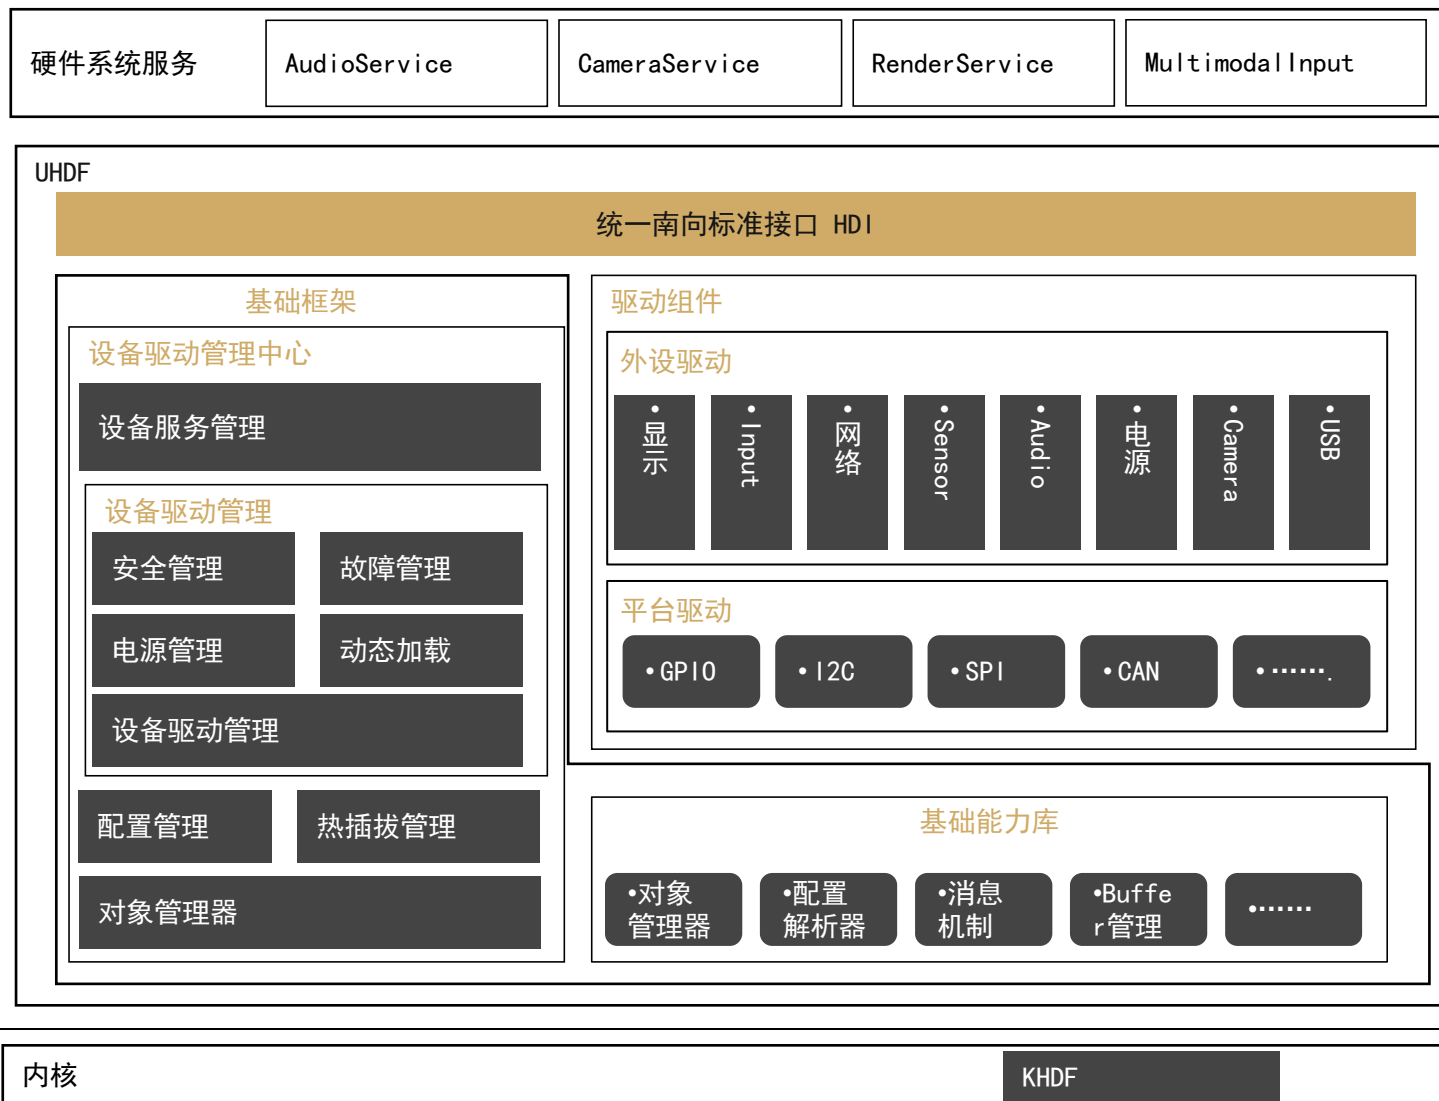 硬件系统服务
AudioService
CameraService
RenderService
MultimodalInput
UHDF
统一南向标准接口 HDI
基础框架
设备驱动管理中心
设备服务管理
设备驱动管理
安全管理
故障管理
电源管理
动态加载
设备驱动管理
配置管理
热插拔管理
对象管理器
驱动组件
外设驱动
•显示
•Input
•网络
•Sensor
•Audio
•电源
•Camera
•USB
平台驱动
•GPIO
•I2C
•SPI
•CAN
•…….
基础能力库
•对象
管理器
•配置
解析器
•消息
机制
•Buffe
r管理
•……
内核
KHDF